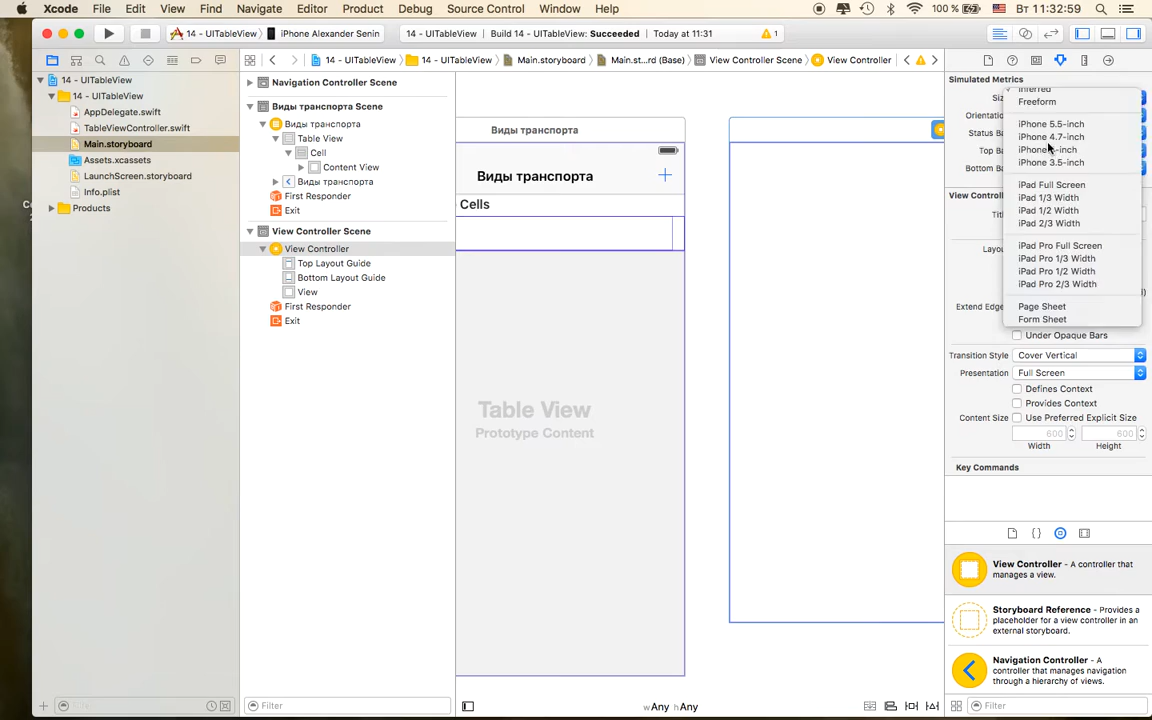 Xcode File Edit View Find Navigate Editor Product Debug Source Control Window Help 100 % Вт 11:32:59
14 - UITableView iPhone Alexander Senin 14 - UITableView Build 14 - UITableView: Succeeded Today at 11:31 1
14 - UITableView 14 - UITableView Main.storyboard Main.st...rd (Base) View Controller Scene View Controller
14 - UITableView
14 - UITableView
AppDelegate.swift
TableViewController.swift
Main.storyboard
Assets.xcassets
LaunchScreen.storyboard
Info.plist
Products
Navigation Controller Scene
Виды транспорта Scene
Виды транспорта
Table View
Cell
Content View
Виды транспорта
First Responder
Exit
View Controller Scene
View Controller
Top Layout Guide
Bottom Layout Guide
View
First Responder
Exit
Виды транспорта
Виды транспорта
Cells
Table View
Prototype Content
Simulated Metrics
Inferred
Freeform
iPhone 5.5-inch
iPhone 4.7-inch
iPhone -inch
iPhone 3.5-inch
iPad Full Screen
iPad 1/3 Width
iPad 1/2 Width
iPad 2/3 Width
iPad Pro Full Screen
iPad Pro 1/3 Width
iPad Pro 1/2 Width
iPad Pro 2/3 Width
Page Sheet
Form Sheet
Under Opaque Bars
Transition Style Cover Vertical
Presentation Full Screen
Defines Context
Provides Context
Content Size Use Preferred Explicit Size
600 600
Width Height
Key Commands
View Controller - A controller that
manages a view.
Storyboard Reference - Provides a
placeholder for a view controller in an
external storyboard.
Navigation Controller - A
controller that manages navigation
through a hierarchy of views.
Filter
wAny hAny
Filter